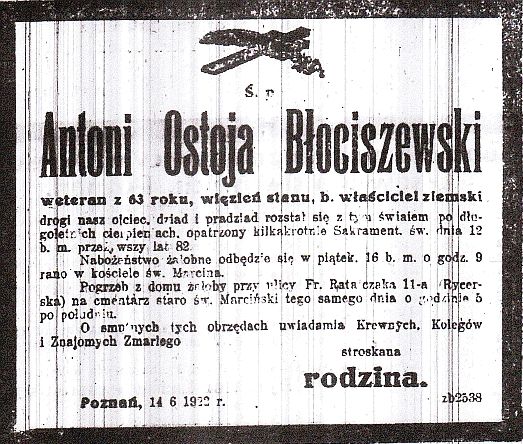 Ś. p
Antoni Ostoja Błociszewski
weteran z 63 roku, więzień stanu, b. właściciel ziemski
drogi nasz ojciec, dziad i pradziad rozstał się z tym światem po dłu-
goletnich cierpieniach, opatrzony kilkakrotnie Sakrament. św. dnia 12
b. m. przeżywszy lat 82.
Nabożeństwo żałobne odbędzie się w piątek. 16 b. m. o godz. 9
rano w kościele św. Marcina.
Pogrzeb z domu żałoby przy ulicy Fr. Ratajczaka 11-a (Rycer-
ska) na cmentarz staro św. Marciński tego samego dnia o godzinie 5
po południu.
O smutnych tych obrzędach uwiadamia Krewnych, Kolegów
i Znajomych Zmarłego
stroskana
rodzina.
Poznań, 14 6 r.
zb2538